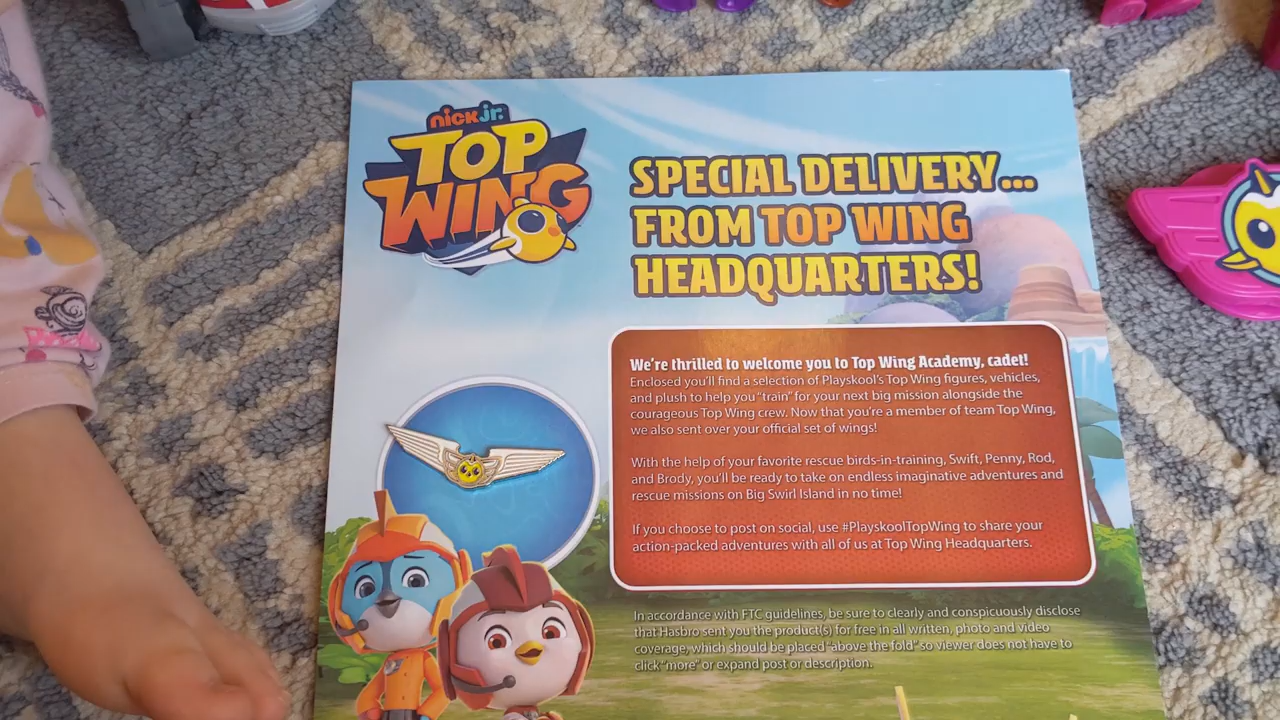 nick jr.
TOP
WING
SPECIAL DELIVERY...
FROM TOP WING
HEADQUARTERS!
We're thrilled to welcome you to Top Wing Academy, cadet!
Enclosed you'll find a selection of Playskool's Top Wing figures, vehicles,
and plush to help you "train" for your next big mission alongside the
courageous Top Wing crew. Now that you're a member of team Top Wing,
we also sent over your official set of wings!
With the help of your favorite rescue birds-in-training, Swift, Penny, Rod,
and Brody, you'll be ready to take on endless imaginative adventures and
rescue missions on Big Swirl Island in no time!
If you choose to post on social, use #PlayskoolTopWing to share your
action-packed adventures with all of us at Top Wing Headquarters.
In accordance with FTC guidelines, be sure to clearly and conspicuously disclose
that Hasbro sent you the product(s) for free in all written, photo and video
coverage, which should be placed "above the fold" so viewer does not have to
click "more" or expand post or description.